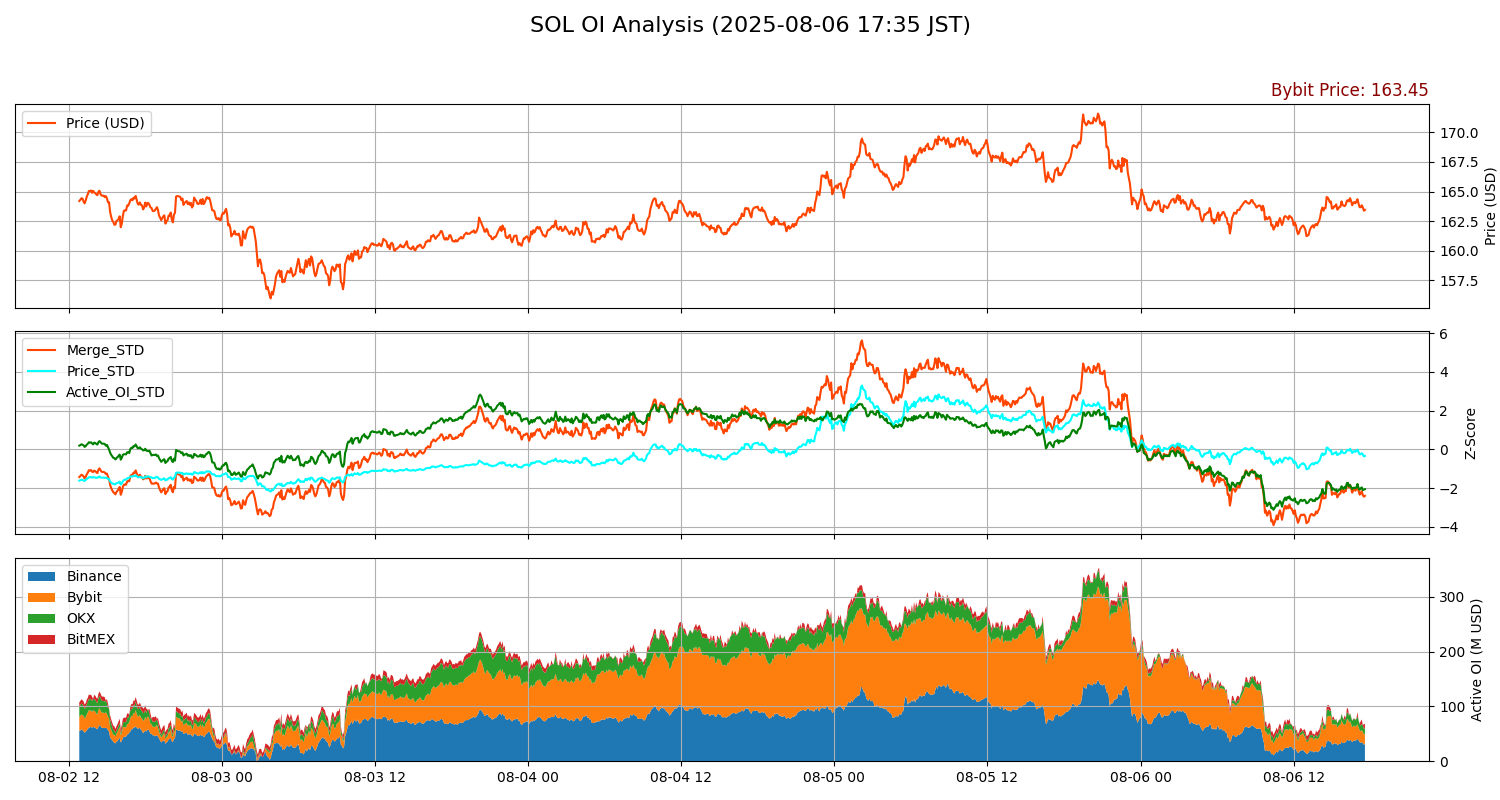 SOL OI Analysis (2025-08-06 17:35 JST)
Bybit Price: 163.45
Price (USD)
170.0
167.5
165.0
162.5
160.0
157.5
Price (USD)
Merge_STD
Price_STD
Active_OI_STD
6
4
2
0
−2
−4
Z-Score
Binance
Bybit
OKX
BitMEX
300
200
100
0
Active OI (M USD)
08-02 12
08-03 00
08-03 12
08-04 00
08-04 12
08-05 00
08-05 12
08-06 00
08-06 12